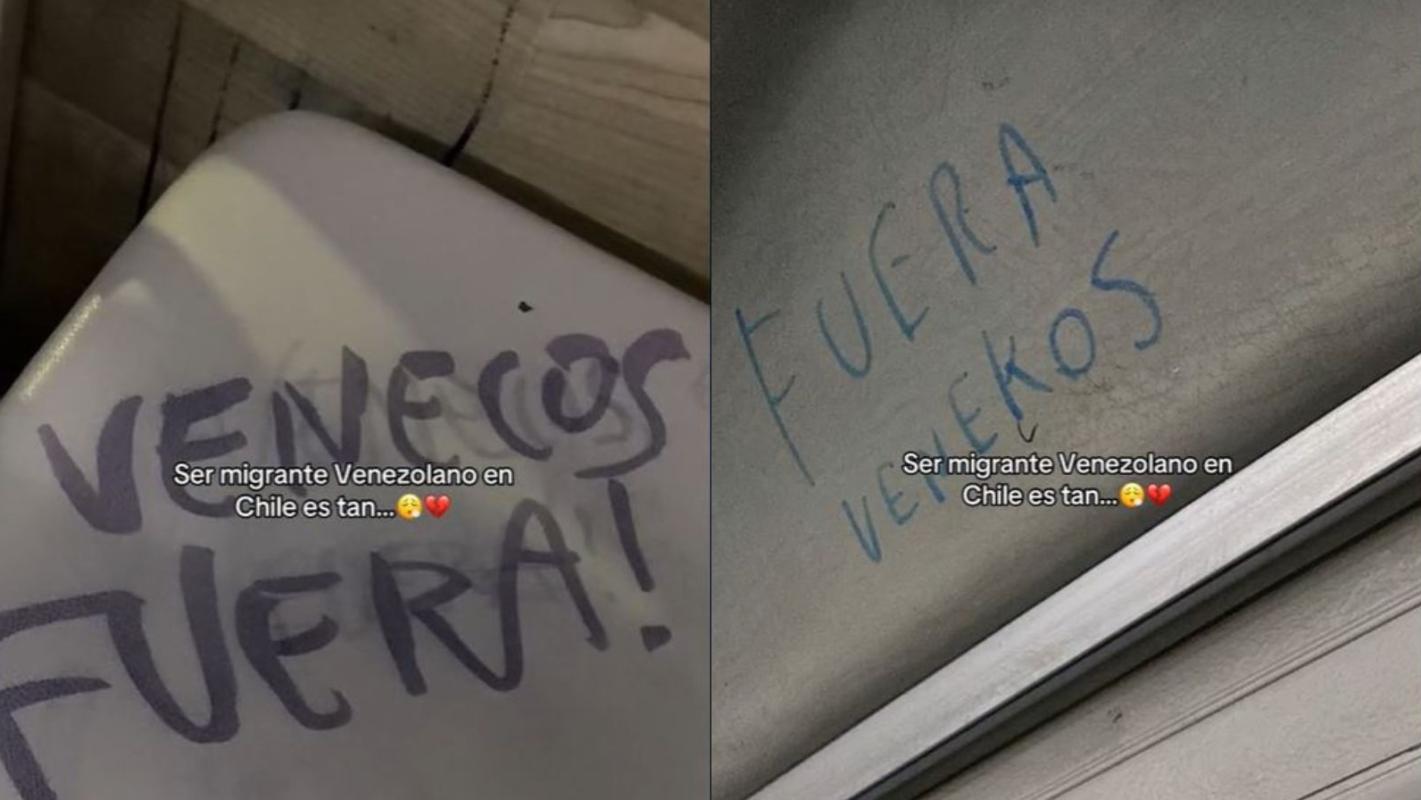 VENECOS
FUERA!
Ser migrante Venezolano en
Chile es tan...😮‍💨💔
FUERA
VENEKOS
Ser migrante Venezolano en
Chile es tan...😮‍💨💔